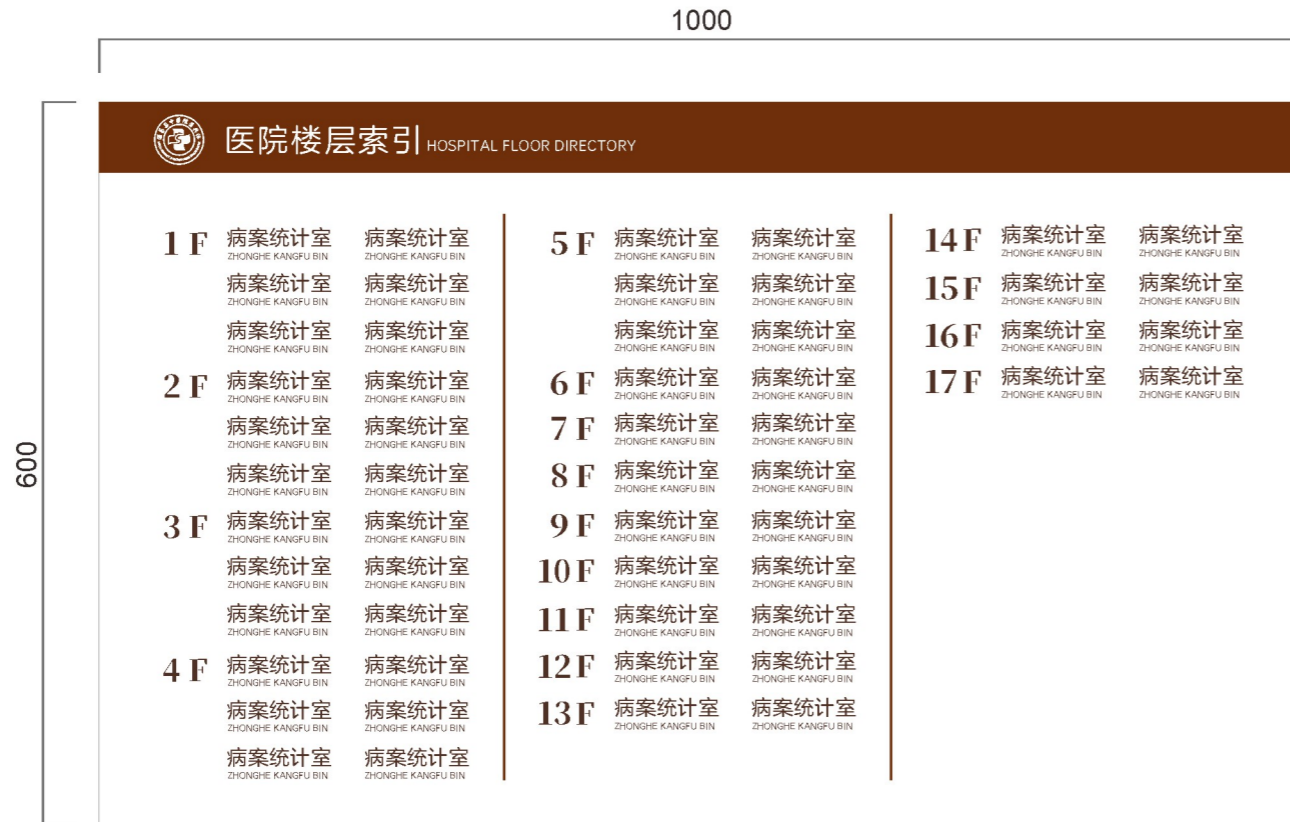 1000
600
医院楼层索引 HOSPITAL FLOOR DIRECTORY
1 F 病案统计室 病案统计室
ZHONGHE KANGFU BIN ZHONGHE KANGFU BIN
病案统计室 病案统计室
ZHONGHE KANGFU BIN ZHONGHE KANGFU BIN
病案统计室 病案统计室
ZHONGHE KANGFU BIN ZHONGHE KANGFU BIN
2 F 病案统计室 病案统计室
ZHONGHE KANGFU BIN ZHONGHE KANGFU BIN
病案统计室 病案统计室
ZHONGHE KANGFU BIN ZHONGHE KANGFU BIN
病案统计室 病案统计室
ZHONGHE KANGFU BIN ZHONGHE KANGFU BIN
3 F 病案统计室 病案统计室
ZHONGHE KANGFU BIN ZHONGHE KANGFU BIN
病案统计室 病案统计室
ZHONGHE KANGFU BIN ZHONGHE KANGFU BIN
病案统计室 病案统计室
ZHONGHE KANGFU BIN ZHONGHE KANGFU BIN
4 F 病案统计室 病案统计室
ZHONGHE KANGFU BIN ZHONGHE KANGFU BIN
病案统计室 病案统计室
ZHONGHE KANGFU BIN ZHONGHE KANGFU BIN
病案统计室 病案统计室
ZHONGHE KANGFU BIN ZHONGHE KANGFU BIN
5 F 病案统计室 病案统计室
ZHONGHE KANGFU BIN ZHONGHE KANGFU BIN
病案统计室 病案统计室
ZHONGHE KANGFU BIN ZHONGHE KANGFU BIN
病案统计室 病案统计室
ZHONGHE KANGFU BIN ZHONGHE KANGFU BIN
6 F 病案统计室 病案统计室
ZHONGHE KANGFU BIN ZHONGHE KANGFU BIN
7 F 病案统计室 病案统计室
ZHONGHE KANGFU BIN ZHONGHE KANGFU BIN
8 F 病案统计室 病案统计室
ZHONGHE KANGFU BIN ZHONGHE KANGFU BIN
9 F 病案统计室 病案统计室
ZHONGHE KANGFU BIN ZHONGHE KANGFU BIN
10 F 病案统计室 病案统计室
ZHONGHE KANGFU BIN ZHONGHE KANGFU BIN
11 F 病案统计室 病案统计室
ZHONGHE KANGFU BIN ZHONGHE KANGFU BIN
12 F 病案统计室 病案统计室
ZHONGHE KANGFU BIN ZHONGHE KANGFU BIN
13 F 病案统计室 病案统计室
ZHONGHE KANGFU BIN ZHONGHE KANGFU BIN
14 F 病案统计室 病案统计室
ZHONGHE KANGFU BIN ZHONGHE KANGFU BIN
15 F 病案统计室 病案统计室
ZHONGHE KANGFU BIN ZHONGHE KANGFU BIN
16 F 病案统计室 病案统计室
ZHONGHE KANGFU BIN ZHONGHE KANGFU BIN
17 F 病案统计室 病案统计室
ZHONGHE KANGFU BIN ZHONGHE KANGFU BIN